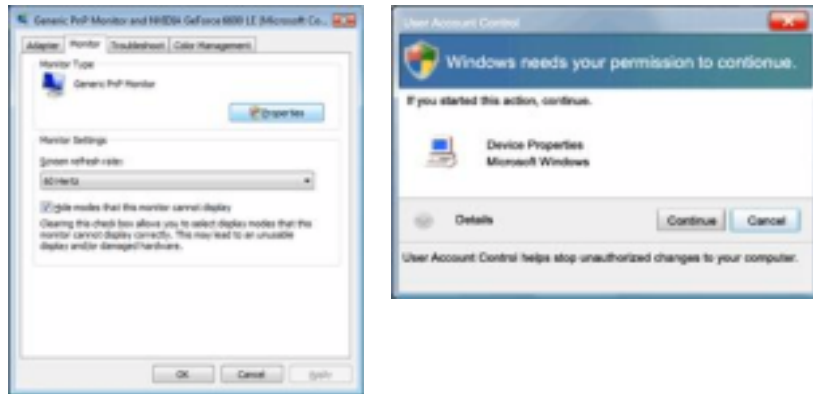 Generic PnP Monitor and NVIDIA GeForce 6800 LE (Microsoft Co...
Adapter Monitor Troubleshoot Color Management
Monitor Type
Generic PnP Monitor
Properties
Monitor Settings
Screen refresh rate:
60 Hertz
Hide modes that this monitor cannot display
Clearing this check box allows you to select display modes that this
monitor cannot display correctly. This may lead to an unusable
display and/or damaged hardware.
OK Cancel Apply
User Account Control
Windows needs your permission to contionue.
If you started this action, continue.
Device Properties
Microsoft Windows
Details Continue Cancel
User Account Control helps stop unauthorized changes to your computer.